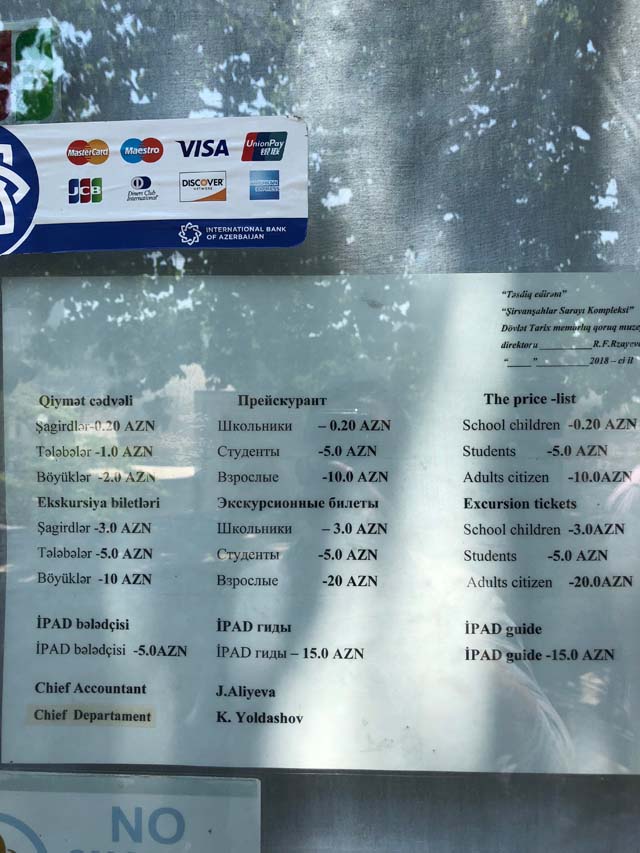 MasterCard Maestro VISA UnionPay
JCB Diners Club International DISCOVER NETWORK AMERICAN EXPRESS
INTERNATIONAL BANK
OF AZERBAIJAN
“Təsdiq edirəm”
“Şirvanşahlar Sarayı Kompleksi”
Dövlət Tarix memarlıq qoruq muze
direktoru __________R.F.Rzayev
“____”__________2018 – ci il
Qiymət cədvəli
Şagirdlər-0.20 AZN
Tələbələr -1.0 AZN
Böyüklər -2.0 AZN
Ekskursiya biletləri
Şagirdlər -3.0 AZN
Tələbələr -5.0 AZN
Böyüklər -10 AZN
İPAD bələdçisi
İPAD bələdçisi -5.0AZN
Прейскурант
Школьники – 0.20 AZN
Студенты -5.0 AZN
Взрослые -10.0 AZN
Экскурсионные билеты
Школьники – 3.0 AZN
Студенты -5.0 AZN
Взрослые -20 AZN
İPAD гиды
İPAD гиды – 15.0 AZN
The price -list
School children -0.20 AZN
Students -5.0 AZN
Adults citizen -10.0AZN
Excursion tickets
School children -3.0AZN
Students -5.0 AZN
Adults citizen -20.0AZN
İPAD guide
İPAD guide -15.0 AZN
Chief Accountant J.Aliyeva
Chief Departament K. Yoldashov
NO